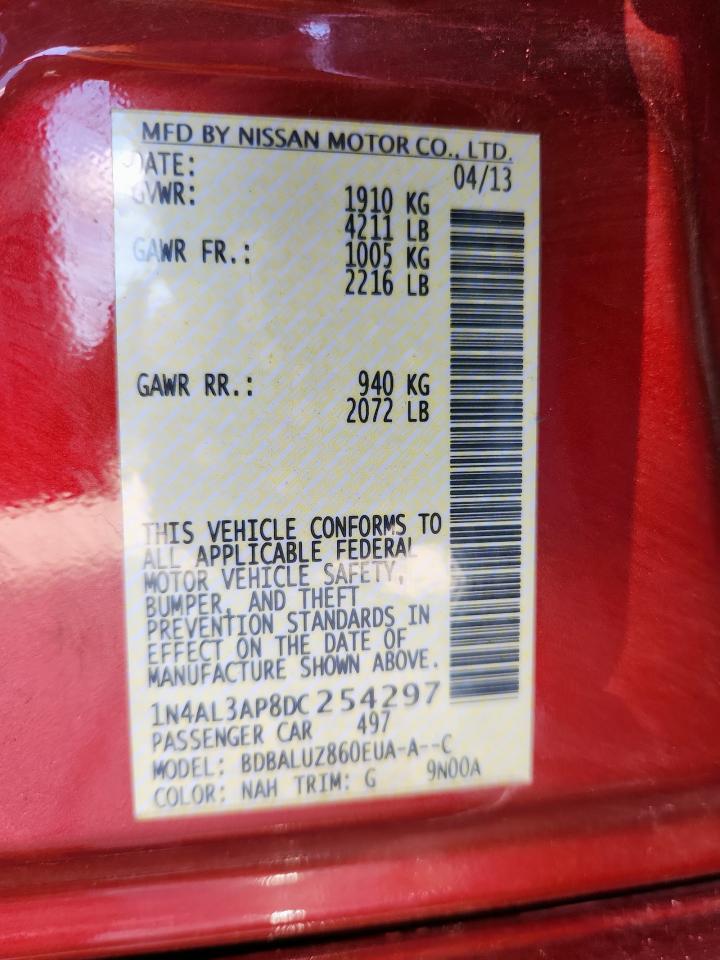 MFD BY NISSAN MOTOR CO., LTD.
DATE: 04/13
GVWR: 1910 KG
4211 LB
GAWR FR.: 1005 KG
2216 LB
GAWR RR.: 940 KG
2072 LB
THIS VEHICLE CONFORMS TO
ALL APPLICABLE FEDERAL
MOTOR VEHICLE SAFETY,
BUMPER, AND THEFT
PREVENTION STANDARDS IN
EFFECT ON THE DATE OF
MANUFACTURE SHOWN ABOVE.
1N4AL3AP8DC254297
PASSENGER CAR 497
MODEL: BDBALUZ860EUA-A--C
COLOR: NAH TRIM: G 9N00A